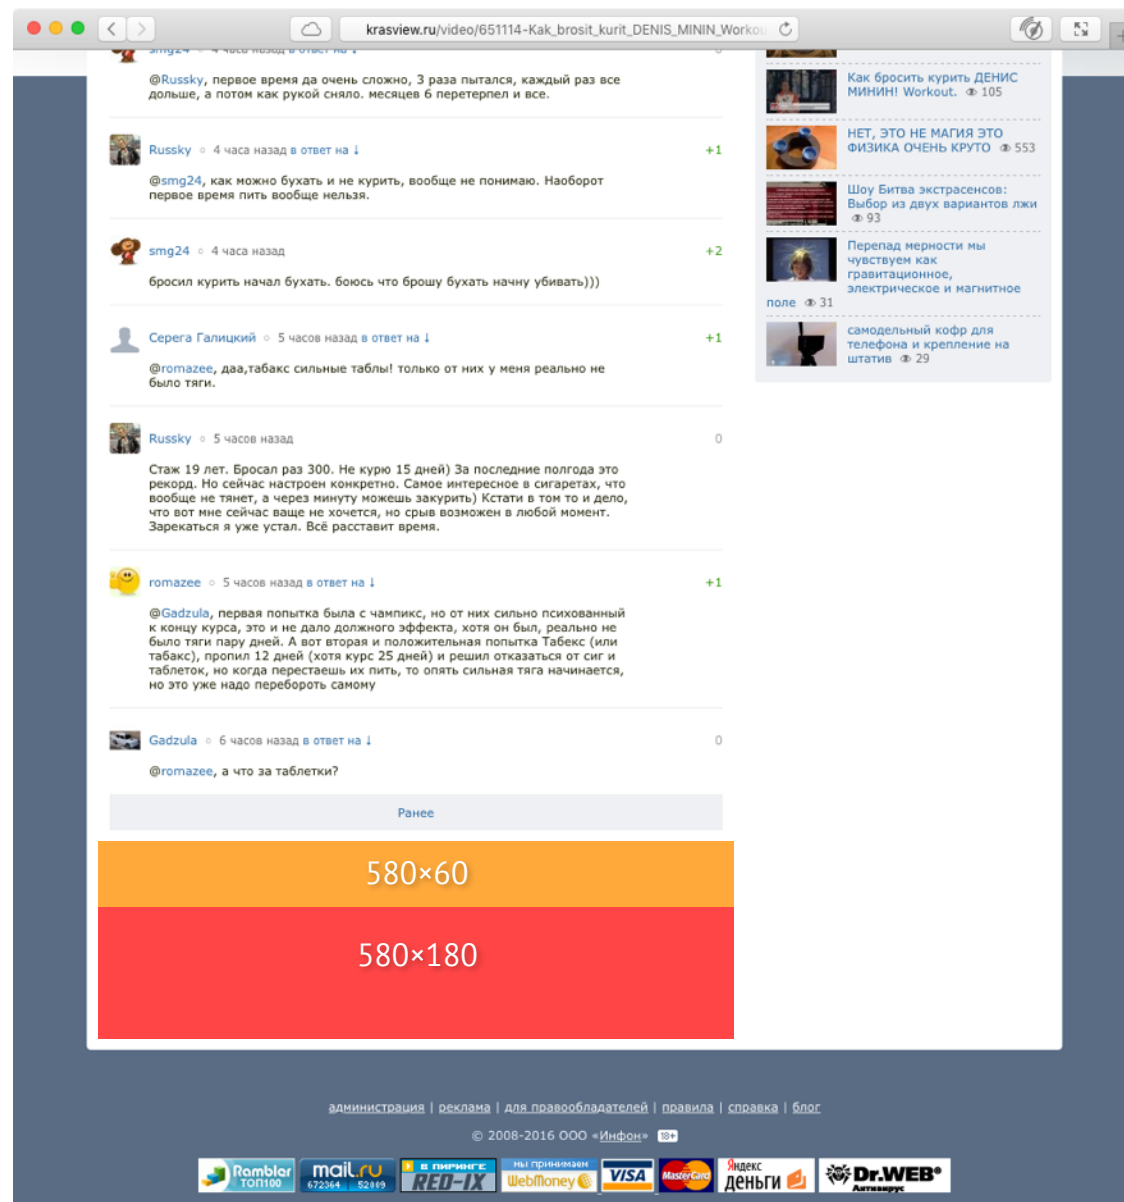 krasview.ru/video/651114-Kak_brosit_kurit_DENIS_MININ_Workou
smg24 ○ 4 часа назад в ответ на ↓ 0
@Russky, первое время да очень сложно, 3 раза пытался, каждый раз все
дольше, а потом как рукой сняло. месяцев 6 перетерпел и все.
Russky ○ 4 часа назад в ответ на ↓ +1
@smg24, как можно бухать и не курить, вообще не понимаю. Наоборот
первое время пить вообще нельзя.
smg24 ○ 4 часа назад +2
бросил курить начал бухать. боюсь что брошу бухать начну убивать)))
Серега Галицкий ○ 5 часов назад в ответ на ↓ +1
@romazee, даа,табакс сильные таблы! только от них у меня реально не
было тяги.
Russky ○ 5 часов назад 0
Стаж 19 лет. Бросал раз 300. Не курю 15 дней) За последние полгода это
рекорд. Но сейчас настроен конкретно. Самое интересное в сигаретах, что
вообще не тянет, а через минуту можешь закурить) Кстати в том то и дело,
что вот мне сейчас ваще не хочется, но срыв возможен в любой момент.
Зарекаться я уже устал. Всё расставит время.
romazee ○ 5 часов назад в ответ на ↓ +1
@Gadzula, первая попытка была с чампикс, но от них сильно психованный
к концу курса, это и не дало должного эффекта, хотя он был, реально не
было тяги пару дней. А вот вторая и положительная попытка Табекс (или
табакс), пропил 12 дней (хотя курс 25 дней) и решил отказаться от сиг и
таблеток, но когда перестаешь их пить, то опять сильная тяга начинается,
но это уже надо перебороть самому
Gadzula ○ 6 часов назад в ответ на ↓ 0
@romazee, а что за таблетки?
Ранее
580×60
580×180
Как бросить курить ДЕНИС
МИНИН! Workout. 105
НЕТ, ЭТО НЕ МАГИЯ ЭТО
ФИЗИКА ОЧЕНЬ КРУТО 553
Шоу Битва экстрасенсов:
Выбор из двух вариантов лжи
93
Перепад мерности мы
чувствуем как
гравитационное,
электрическое и магнитное
поле 31
самодельный кофр для
телефона и крепление на
штатив 29
администрация | реклама | для правообладателей | правила | справка | блог
© 2008-2016 ООО «Инфон» 18+
Rambler
ТОП100
mail.ru
672364 52009
в пиринге
RED-IX
мы принимаем
WebMoney
VISA
MasterCard
Яндекс
деньги
Dr.WEB®
Антивирус